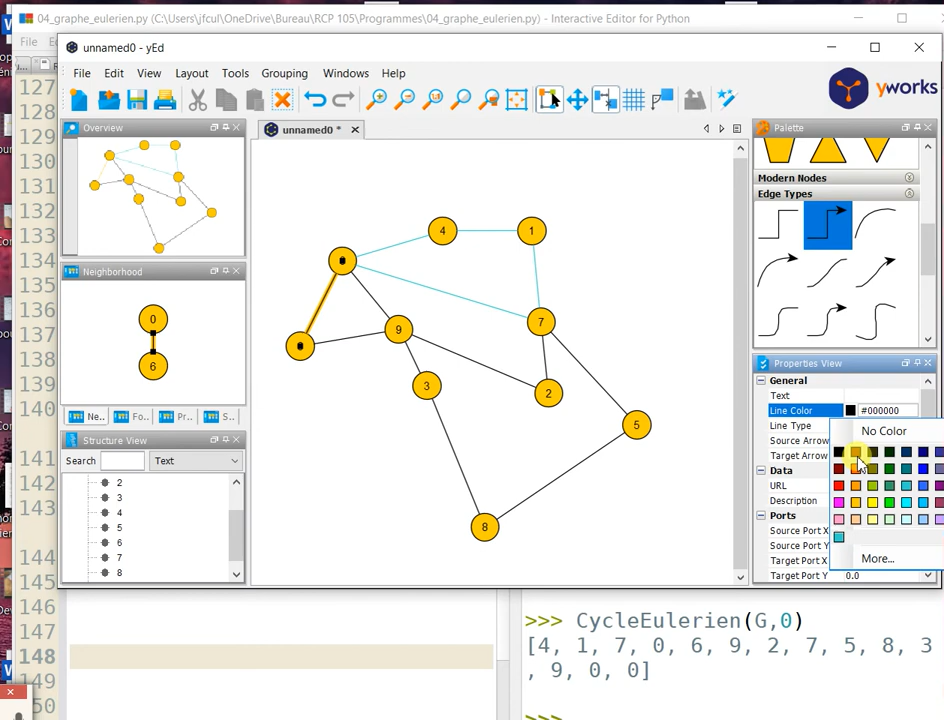 04_graphe_eulerien.py (C:\Users\jfcul\OneDrive\Bureau\RCP 105\Programmes\04_graphe_eulerien.py) - Interactive Editor for Python
unnamed0 - yEd
File Edit View Layout Tools Grouping Windows Help
yworks
Overview
unnamed0 *
Palette
Modern Nodes
Edge Types
Neighborhood
0
6
Ne... Fo... Pr... S...
Structure View
Search Text
2
3
4
5
6
7
8
4
1
7
9
3
2
5
8
Properties View
General
Text
Line Color #000000
Line Type
Source Arrow
Target Arrow
Data
URL
Description
Ports
Source Port X
Source Port Y
Target Port X
Target Port Y 0.0
No Color
More...
127
128
129
130
131
132
133
134
135
136
137
138
139
140
141
142
143
144
145
146
147
148
149
150
>>> CycleEulerien(G,0)
[4, 1, 7, 0, 6, 9, 2, 7, 5, 8, 3
, 9, 0, 0]
>>>